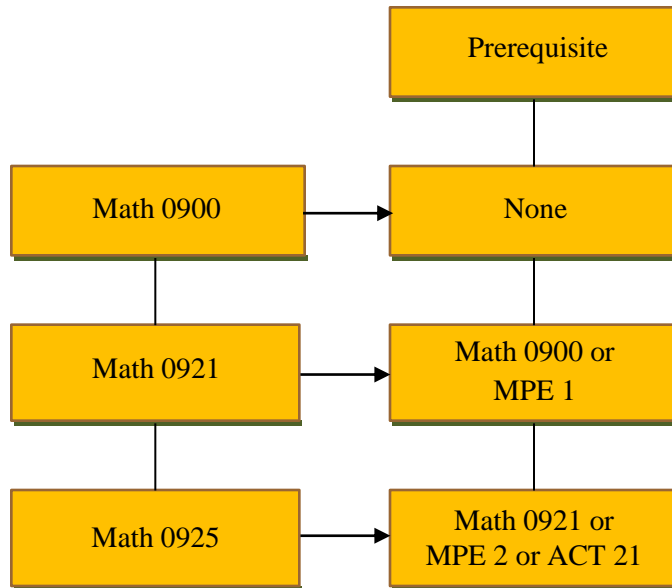 Prerequisite
Math 0900
None
Math 0921
Math 0900 or
MPE 1
Math 0925
Math 0921 or
MPE 2 or ACT 21